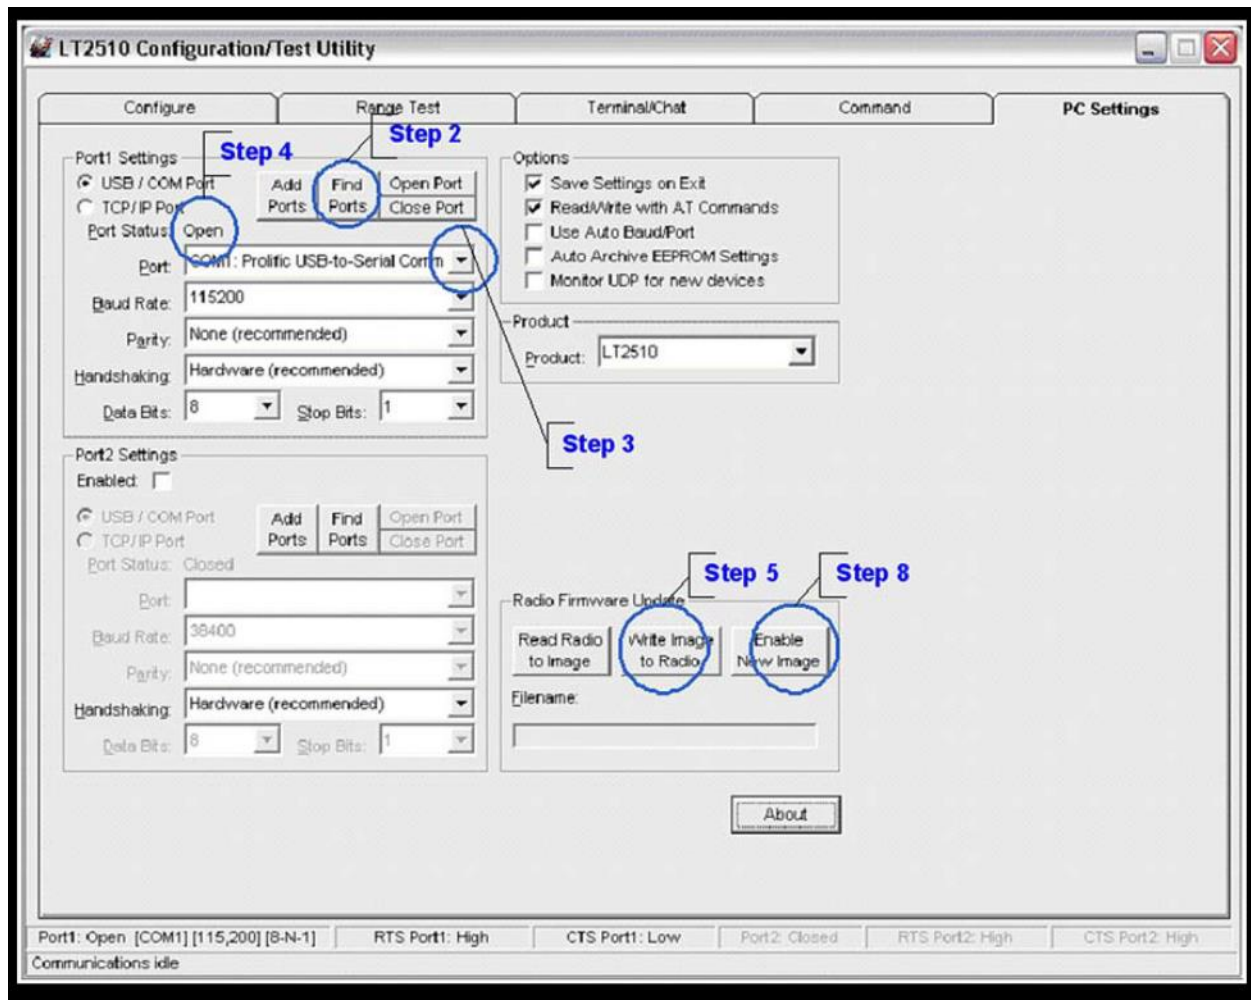 LT2510 Configuration/Test Utility
Configure
Range Test
Terminal/Chat
Command
PC Settings
Step 4
Step 2
Port1 Settings
USB / COM Port
TCP/IP Port
Add
Ports
Find
Ports
Open Port
Close Port
Port Status: Open
Port: COM1: Prolific USB-to-Serial Comm
Baud Rate: 115200
Parity: None (recommended)
Handshaking: Hardware (recommended)
Data Bits: 8 Stop Bits: 1
Options
Save Settings on Exit
Read/Write with AT Commands
Use Auto Baud/Port
Auto Archive EEPROM Settings
Monitor UDP for new devices
Product
Product: LT2510
Step 3
Port2 Settings
Enabled:
USB / COM Port
TCP/IP Port
Add
Ports
Find
Ports
Open Port
Close Port
Port Status: Closed
Port:
Baud Rate: 38400
Parity: None (recommended)
Handshaking: Hardware (recommended)
Data Bits: 8 Stop Bits: 1
Step 5
Step 8
Radio Firmware Update
Read Radio
to Image
Write Image
to Radio
Enable
New Image
Filename:
About
Port1: Open [COM1] [115,200] [8-N-1] RTS Port1: High CTS Port1: Low Port2: Closed RTS Port2: High CTS Port2: High
Communications idle